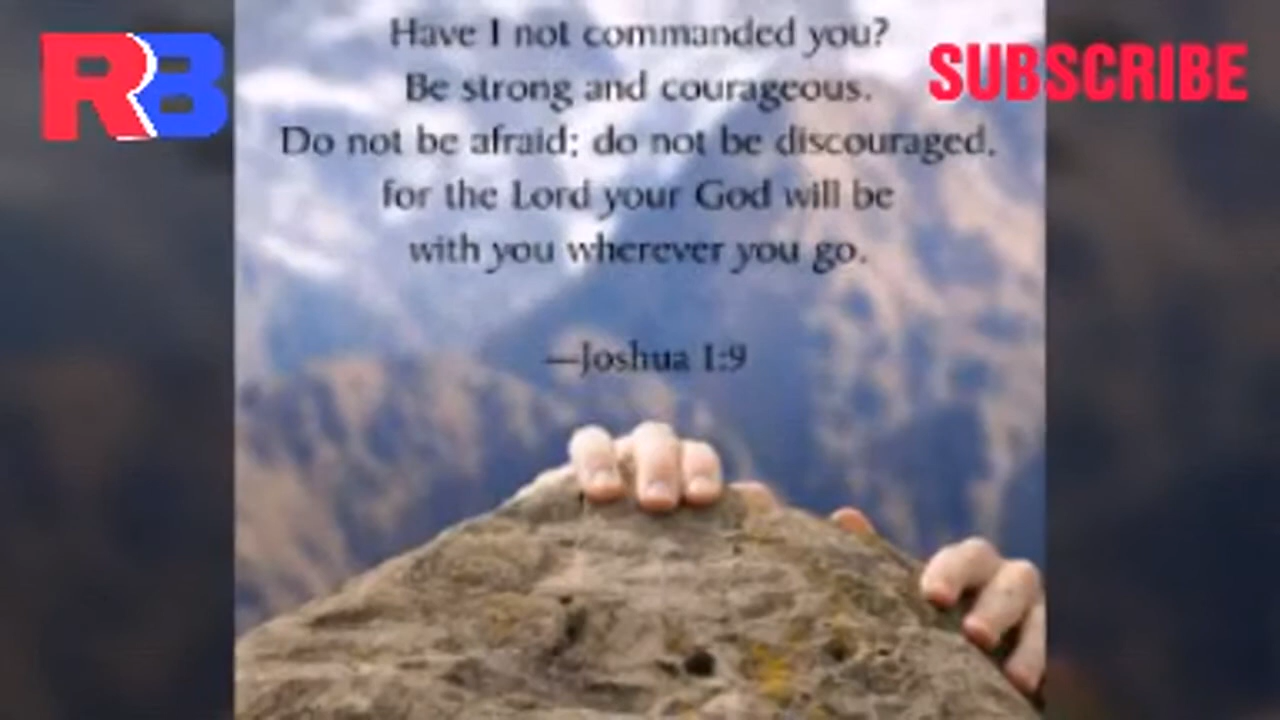 RB
SUBSCRIBE
Have I not commanded you?
Be strong and courageous.
Do not be afraid; do not be discouraged,
for the Lord your God will be
with you wherever you go.
—Joshua 1:9